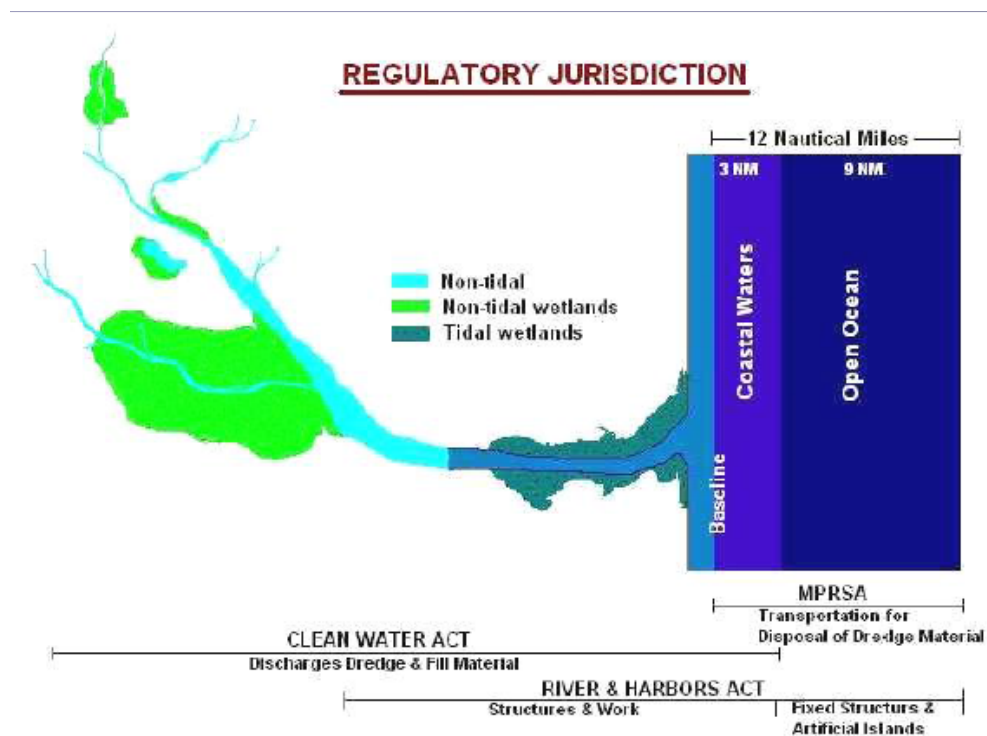 REGULATORY JURISDICTION
12 Nautical Miles
3 NM
9 NM
Non-tidal
Non-tidal wetlands
Tidal wetlands
Coastal Waters
Open Ocean
Baseline
MPRSA
Transportation for
Disposal of Dredge Material
CLEAN WATER ACT
Discharges Dredge & Fill Material
RIVER & HARBORS ACT
Structures & Work
Fixed Structurs &
Artificial Islands